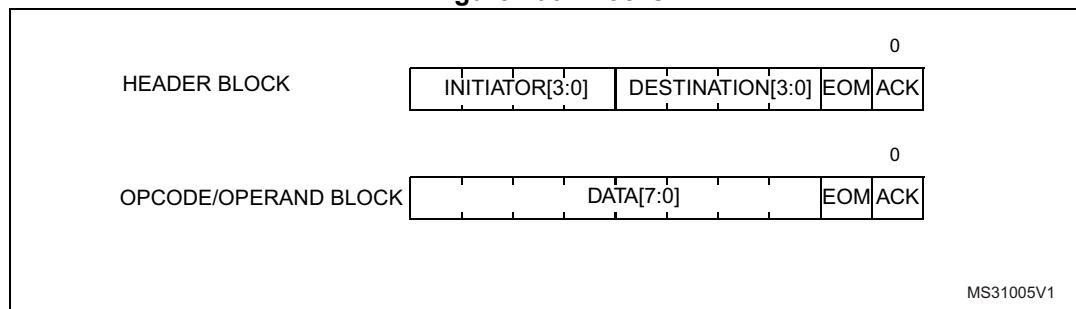 0
HEADER BLOCK INITIATOR[3:0] DESTINATION[3:0] EOM ACK
0
OPCODE/OPERAND BLOCK DATA[7:0] EOM ACK
MS31005V1